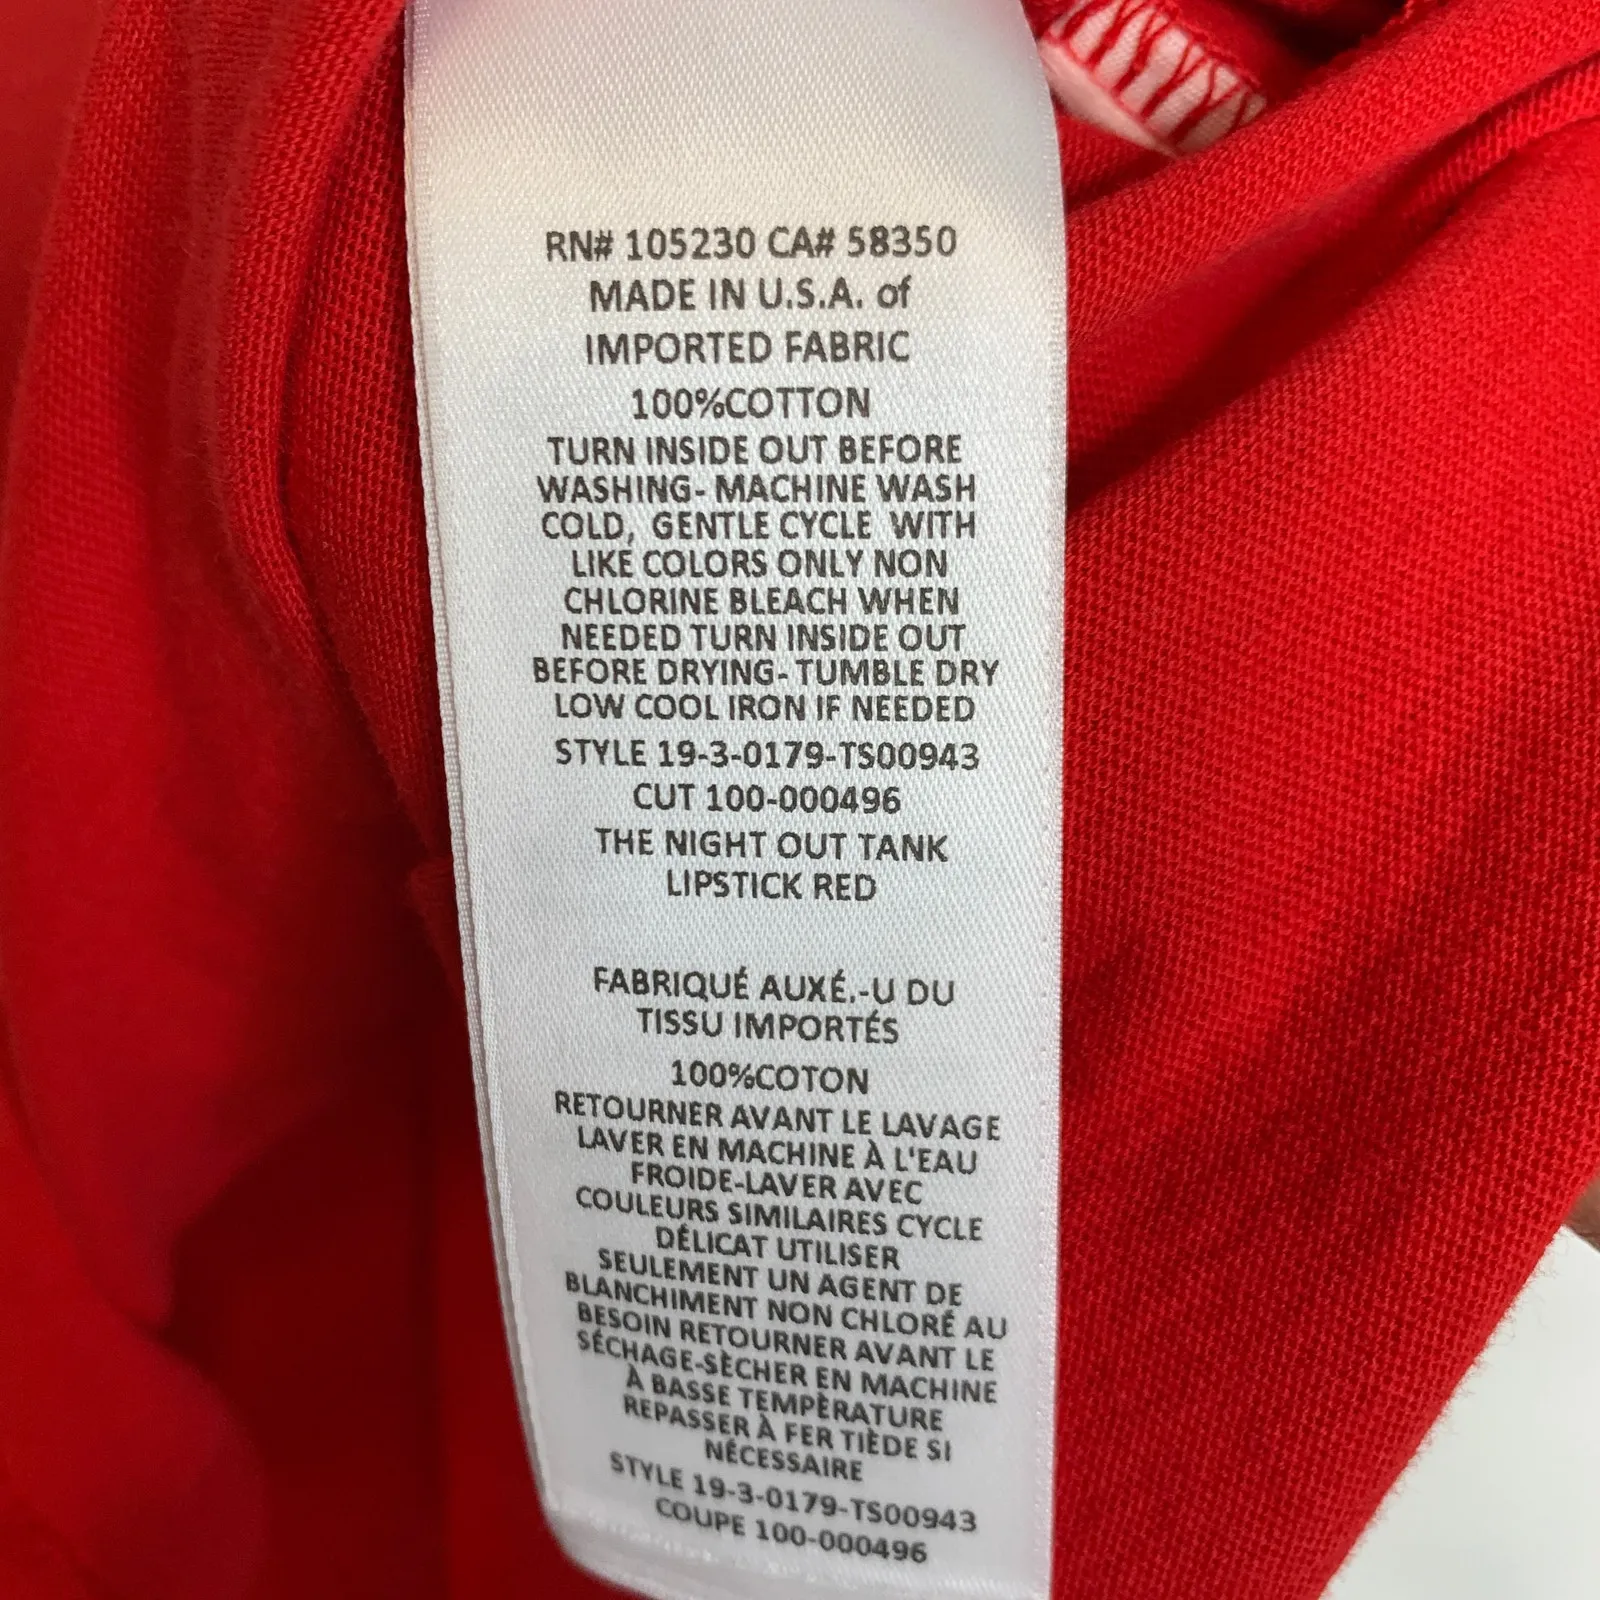 RN# 105230 CA# 58350
MADE IN U.S.A. of
IMPORTED FABRIC
100%COTTON
TURN INSIDE OUT BEFORE
WASHING- MACHINE WASH
COLD, GENTLE CYCLE WITH
LIKE COLORS ONLY NON
CHLORINE BLEACH WHEN
NEEDED TURN INSIDE OUT
BEFORE DRYING- TUMBLE DRY
LOW COOL IRON IF NEEDED
STYLE 19-3-0179-TS00943
CUT 100-000496
THE NIGHT OUT TANK
LIPSTICK RED
FABRIQUÉ AUXÉ.-U DU
TISSU IMPORTÉS
100%COTON
RETOURNER AVANT LE LAVAGE
LAVER EN MACHINE À L'EAU
FROIDE-LAVER AVEC
COULEURS SIMILAIRES CYCLE
DÉLICAT UTILISER
SEULEMENT UN AGENT DE
BLANCHIMENT NON CHLORÉ AU
BESOIN RETOURNER AVANT LE
SÉCHAGE-SÈCHER EN MACHINE
À BASSE TEMPÈRATURE
REPASSER À FER TIÈDE SI
NÉCESSAIRE
STYLE 19-3-0179-TS00943
COUPE 100-000496